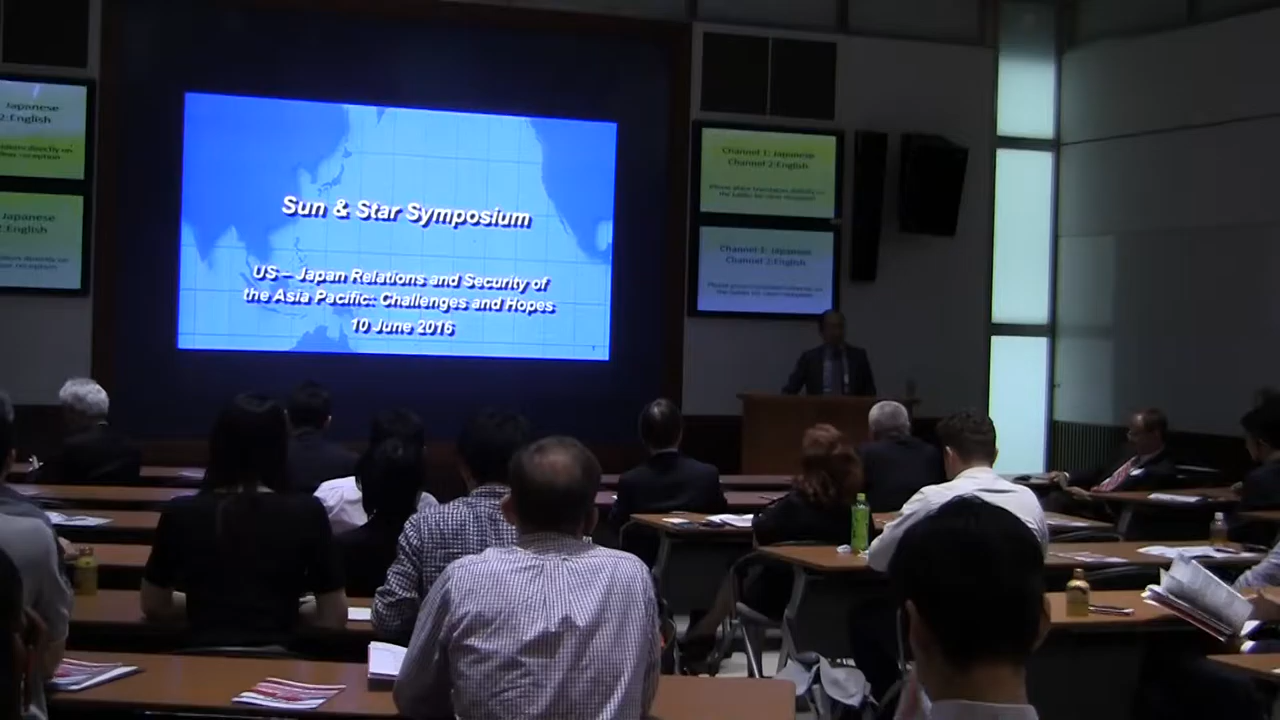 Japanese
2:English
Japanese
2:English
Sun & Star Symposium
US – Japan Relations and Security of
the Asia Pacific: Challenges and Hopes
10 June 2016
Channel 1: Japanese
Channel 2:English
Channel 1: Japanese
Channel 2:English